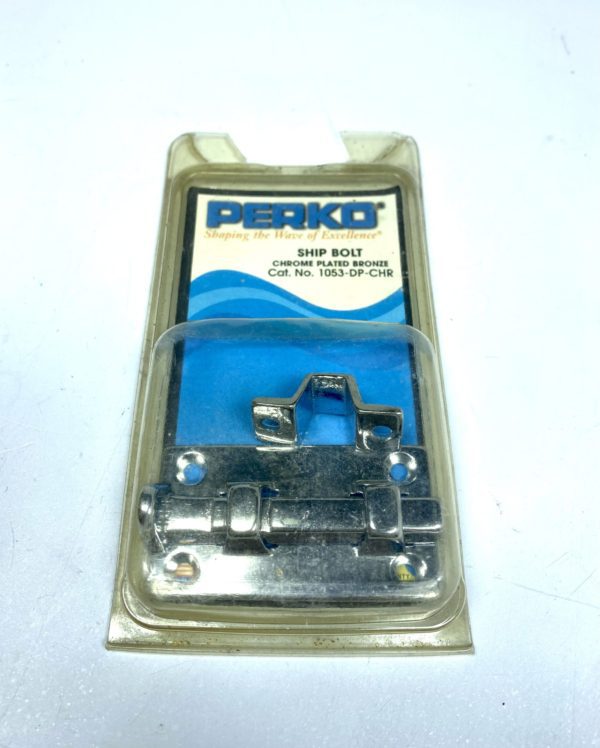 PERKO®
Shaping the Wave of Excellence®
SHIP BOLT
CHROME PLATED BRONZE
Cat. No. 1053-DP-CHR